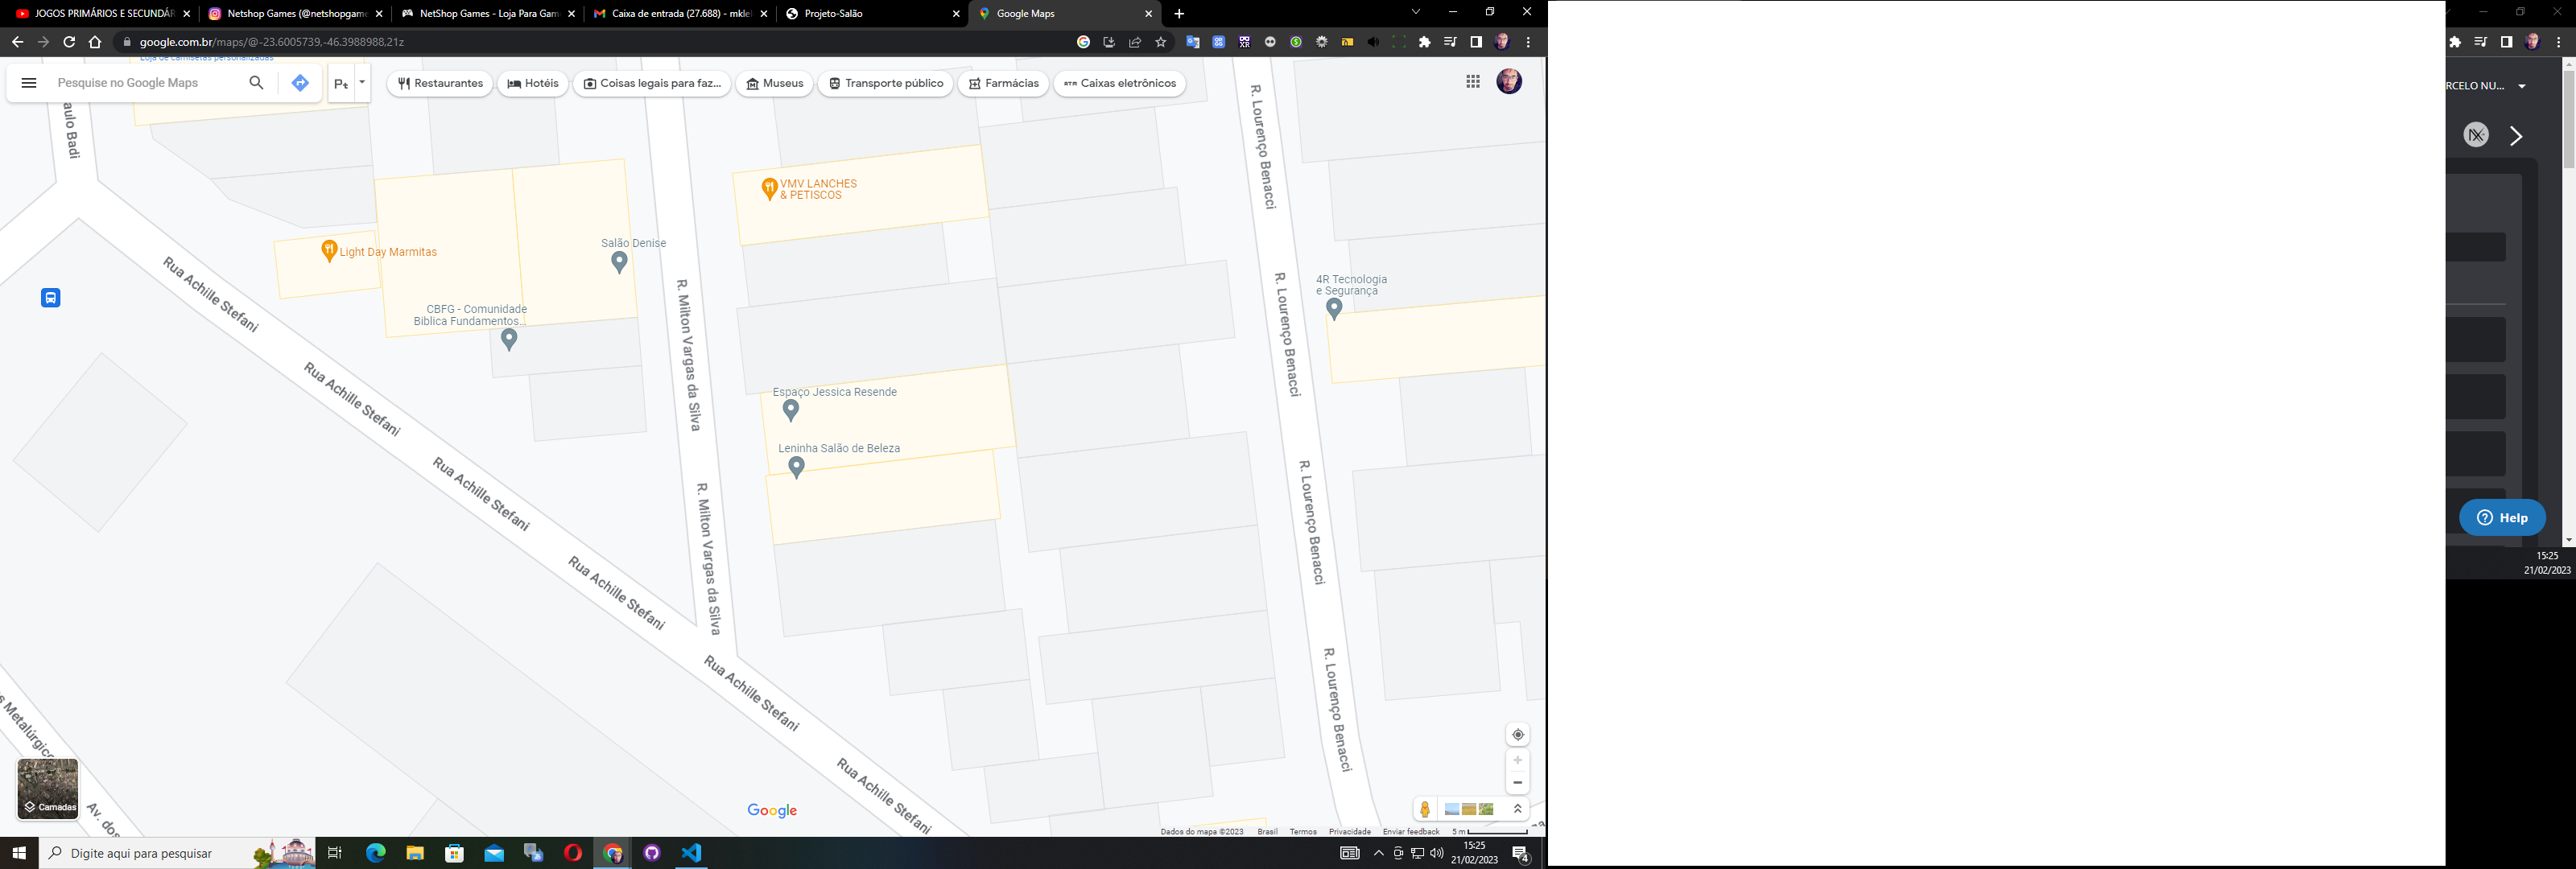 JOGOS PRIMÁRIOS E SECUNDÁR
Netshop Games (@netshopgame
NetShop Games - Loja Para Gam
Caixa de entrada (27.688) - mkle
Projeto-Salão
Google Maps
google.com.br/maps/@-23.6005739,-46.3988988,21z
Loja de camisetas personalizadas
Pesquise no Google Maps
Restaurantes
Hotéis
Coisas legais para faz...
Museus
Transporte público
Farmácias
Caixas eletrônicos
RCELO NU...
aulo Badi
R. Lourenço Benacci
VMV LANCHES
& PETISCOS
Salão Denise
Light Day Marmitas
Rua Achille Stefani
CBFG - Comunidade
Bíblica Fundamentos...
R. Milton Vargas da Silva
R. Lourenço Benacci
4R Tecnologia
e Segurança
Rua Achille Stefani
Espaço Jessica Resende
Leninha Salão de Beleza
Rua Achille Stefani
R. Milton Vargas da Silva
R. Lourenço Benacci
Help
15:25
21/02/2023
Rua Achille Stefani
Rua Achille Stefani
R. Lourenço Benacci
s Metalúrgico
Av. dos
Camadas
Rua Achille Stefani
Google
Dados do mapa ©2023
Brasil
Termos
Privacidade
Enviar feedback
5 m
Digite aqui para pesquisar
15:25
21/02/2023
4